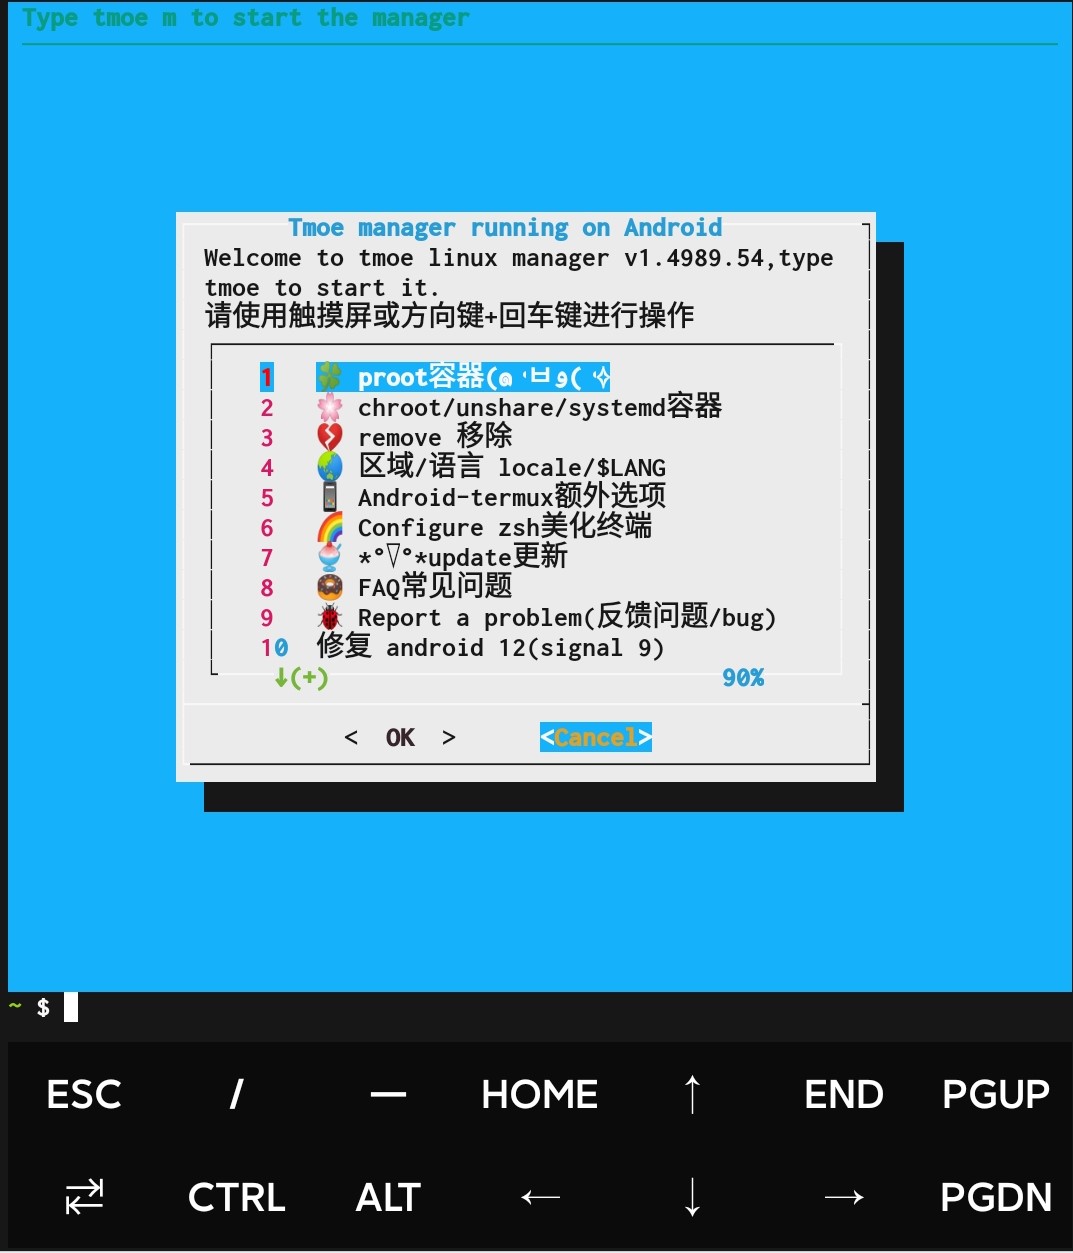 Type tmoe m to start the manager
Tmoe manager running on Android
Welcome to tmoe linux manager v1.4989.54,type
tmoe to start it.
请使用触摸屏或方向键+回车键进行操作
1 🍀 proot容器(๑•̀ㅂ•́)و✧
2 🌸 chroot/unshare/systemd容器
3 💔 remove 移除
4 🌏 区域/语言 locale/$LANG
5 📱 Android-termux额外选项
6 🌈 Configure zsh美化终端
7 🍧 *°▽°*update更新
8 🍩 FAQ常见问题
9 🐞 Report a problem(反馈问题/bug)
10 修复 android 12(signal 9)
↓(+) 90%
< OK > <Cancel>
~ $
ESC / — HOME ↑ END PGUP
⇄ CTRL ALT ← ↓ → PGDN